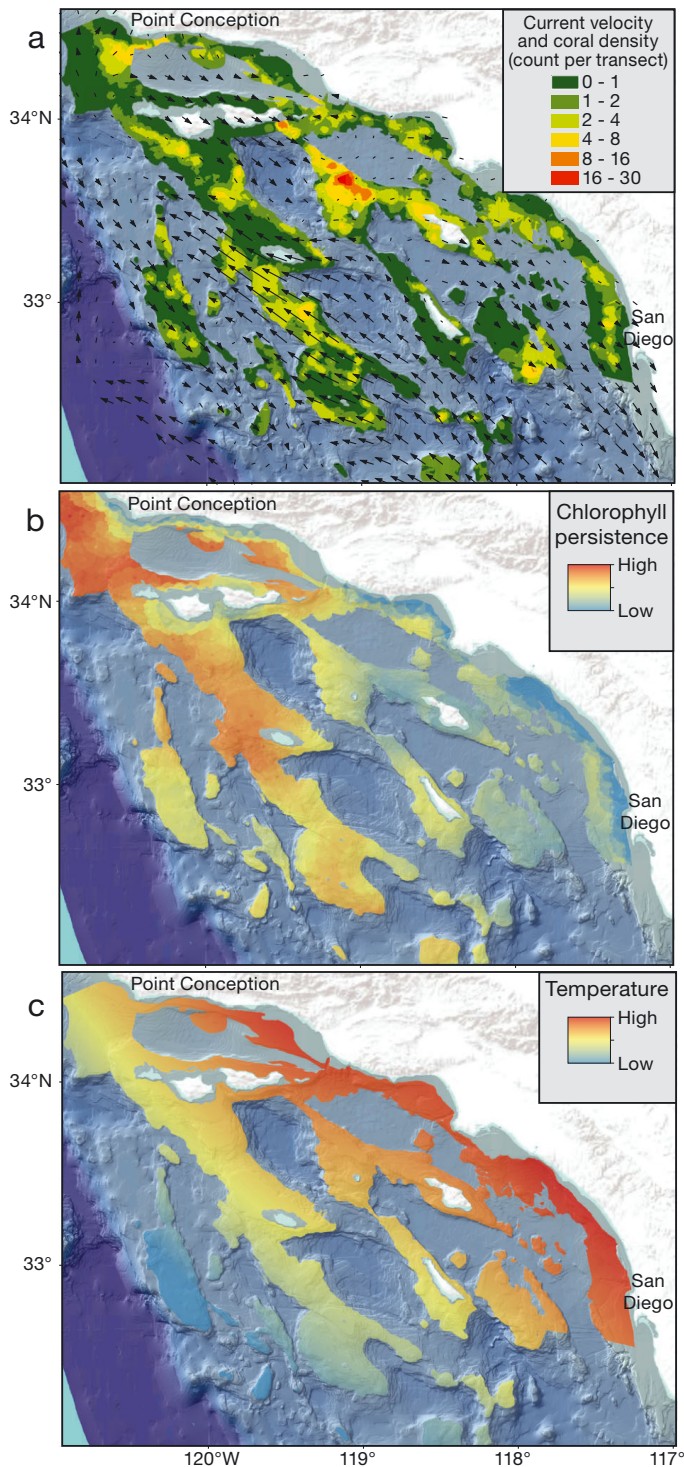 a
Point Conception
Current velocity
and coral density
(count per transect)
0 - 1
1 - 2
2 - 4
4 - 8
8 - 16
16 - 30
34°N
33°
San
Diego
b
Point Conception
Chlorophyll
persistence
High
Low
34°N
33°
San
Diego
c
Point Conception
Temperature
High
Low
34°N
33°
San
Diego
120°W
119°
118°
117°